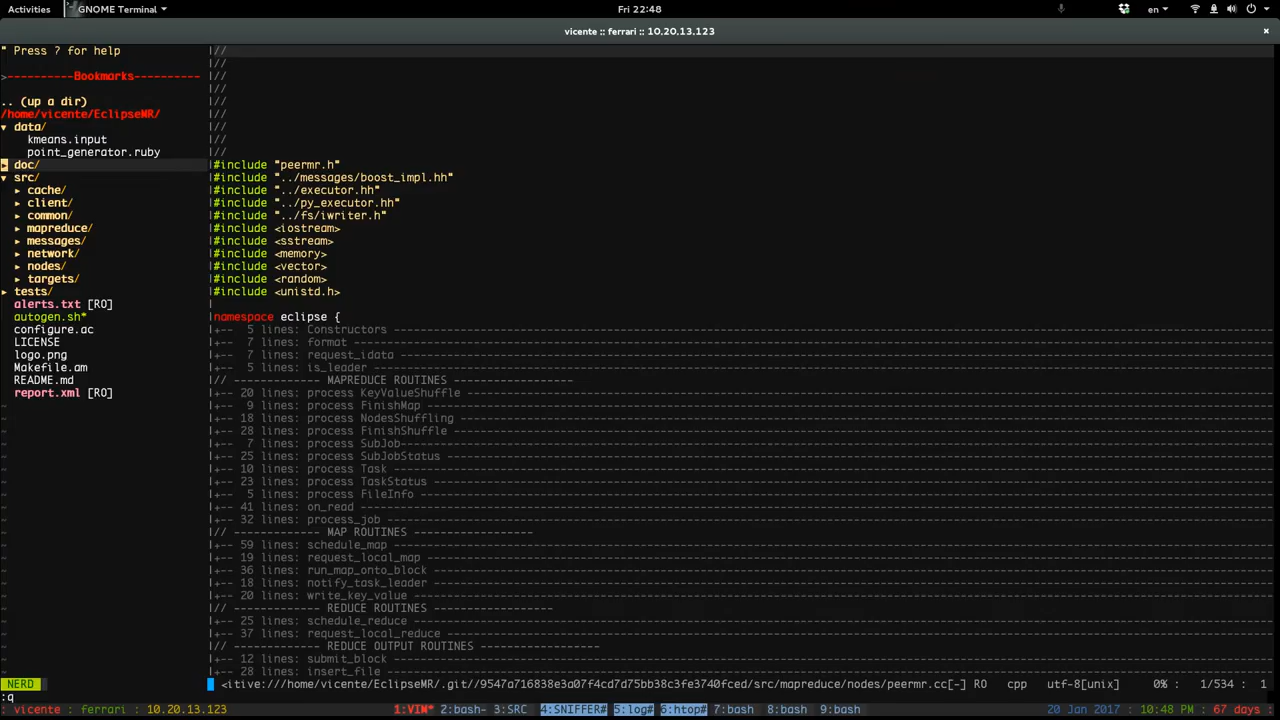 Activities GNOME Terminal Fri 22:48 en
vicente :: ferrari :: 10.20.13.123 ×
" Press ? for help
>----------Bookmarks----------
.. (up a dir)
/home/vicente/EclipseMR/
▾ data/
kmeans.input
point_generator.ruby
▸ doc/
▾ src/
▸ cache/
▸ client/
▸ common/
▸ mapreduce/
▸ messages/
▸ network/
▸ nodes/
▸ targets/
▸ tests/
alerts.txt [RO]
autogen.sh*
configure.ac
LICENSE
logo.png
Makefile.am
README.md
report.xml [RO]
//
//
//
//
//
//
//
//
//
#include "peermr.h"
#include "../messages/boost_impl.hh"
#include "../executor.hh"
#include "../py_executor.hh"
#include "../fs/iwriter.h"
#include <iostream>
#include <sstream>
#include <memory>
#include <vector>
#include <random>
#include <unistd.h>
namespace eclipse {
+-- 5 lines: Constructors
+-- 7 lines: format
+-- 7 lines: request_idata
+-- 5 lines: is_leader
// ------------- MAPREDUCE ROUTINES ------------------
+-- 20 lines: process KeyValueShuffle
+-- 9 lines: process FinishMap
+-- 18 lines: process NodesShuffling
+-- 28 lines: process FinishShuffle
+-- 7 lines: process SubJob
+-- 25 lines: process SubJobStatus
+-- 10 lines: process Task
+-- 23 lines: process TaskStatus
+-- 5 lines: process FileInfo
+-- 41 lines: on_read
+-- 32 lines: process_job
// ------------- MAP ROUTINES ------------------
+-- 59 lines: schedule_map
+-- 19 lines: request_local_map
+-- 36 lines: run_map_onto_block
+-- 18 lines: notify_task_leader
+-- 20 lines: write_key_value
// ------------- REDUCE ROUTINES ------------------
+-- 25 lines: schedule_reduce
+-- 37 lines: request_local_reduce
// ------------- REDUCE OUTPUT ROUTINES ------------------
+-- 12 lines: submit_block
+-- 28 lines: insert_file
NERD <itive:///home/vicente/EclipseMR/.git//9547a716838e3a07f4cd7d75bb38c3fe3740fced/src/mapreduce/nodes/peermr.cc[-] RO cpp utf-8[unix] 0% : 1/534 : 1
:q
: vicente : ferrari : 10.20.13.123 1:VIM* 2:bash- 3:SRC 4:SNIFFER# 5:log# 6:htop# 7:bash 8:bash 9:bash 20 Jan 2017 : 10:48 PM : 67 days :